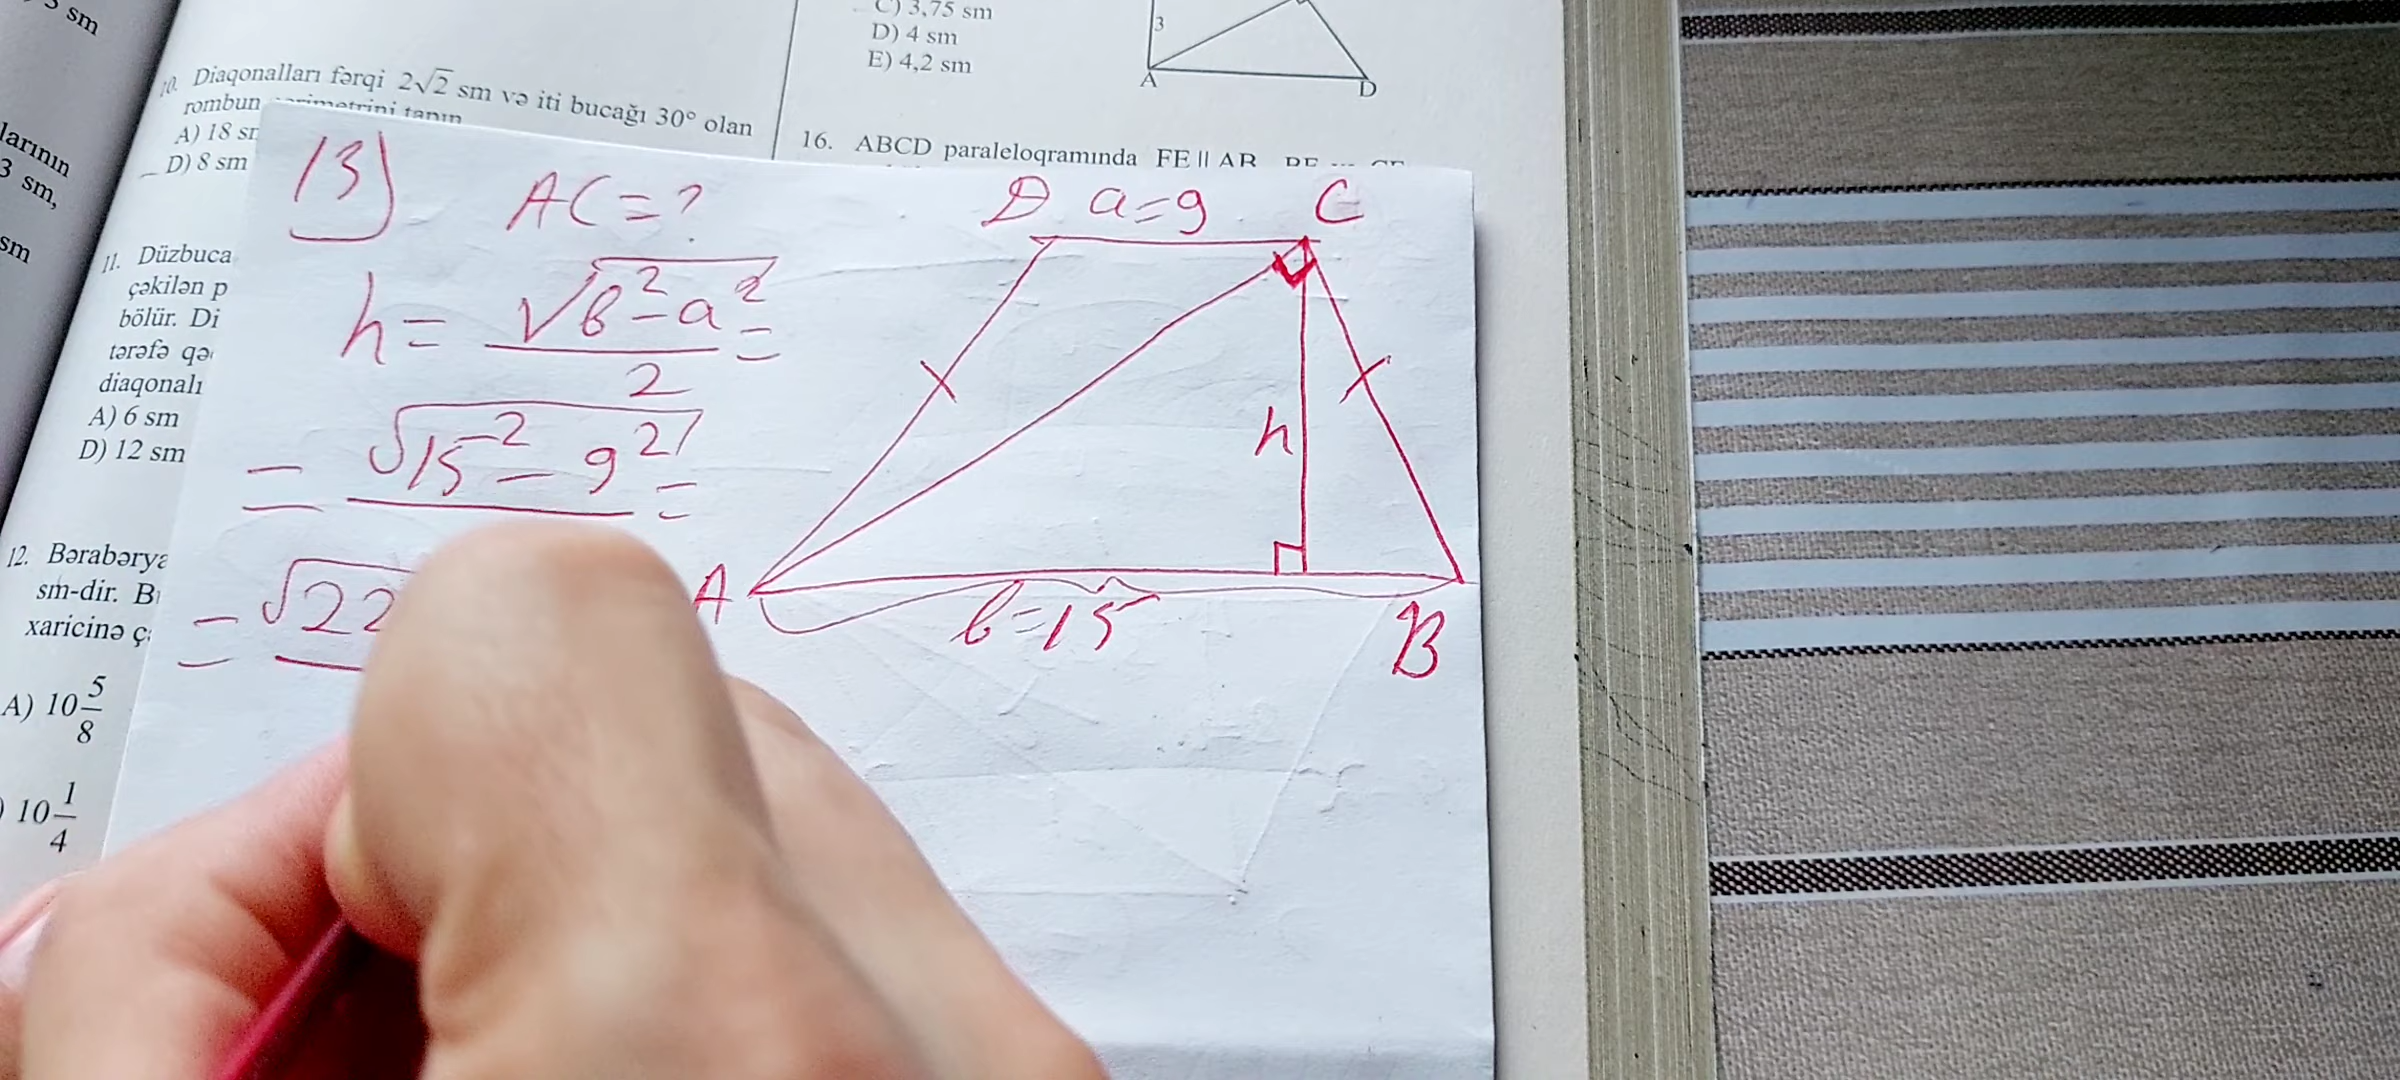 sm
larının
3 sm,
sm
10. Diaqonalları fərqi 2√2 sm və iti bucağı 30° olan
rombun perimetrini tapın
A) 18 sm
D) 8 sm
11. Düzbuca
çəkilən p
bölür. Di
tərəfə qə
diaqonalı
A) 6 sm
D) 12 sm
12. Bərabərya
sm-dir. B
xaricinə ç
A) 10 5/8
) 10 1/4
C) 3,75 sm
D) 4 sm
E) 4,2 sm
3
A
D
16. ABCD paraleloqramında FE || AB
13) AC = ?
h = √(b² - a²) / 2 =
= √(15² - 9²) =
= √22
D a=9 C
h
A b=15 B